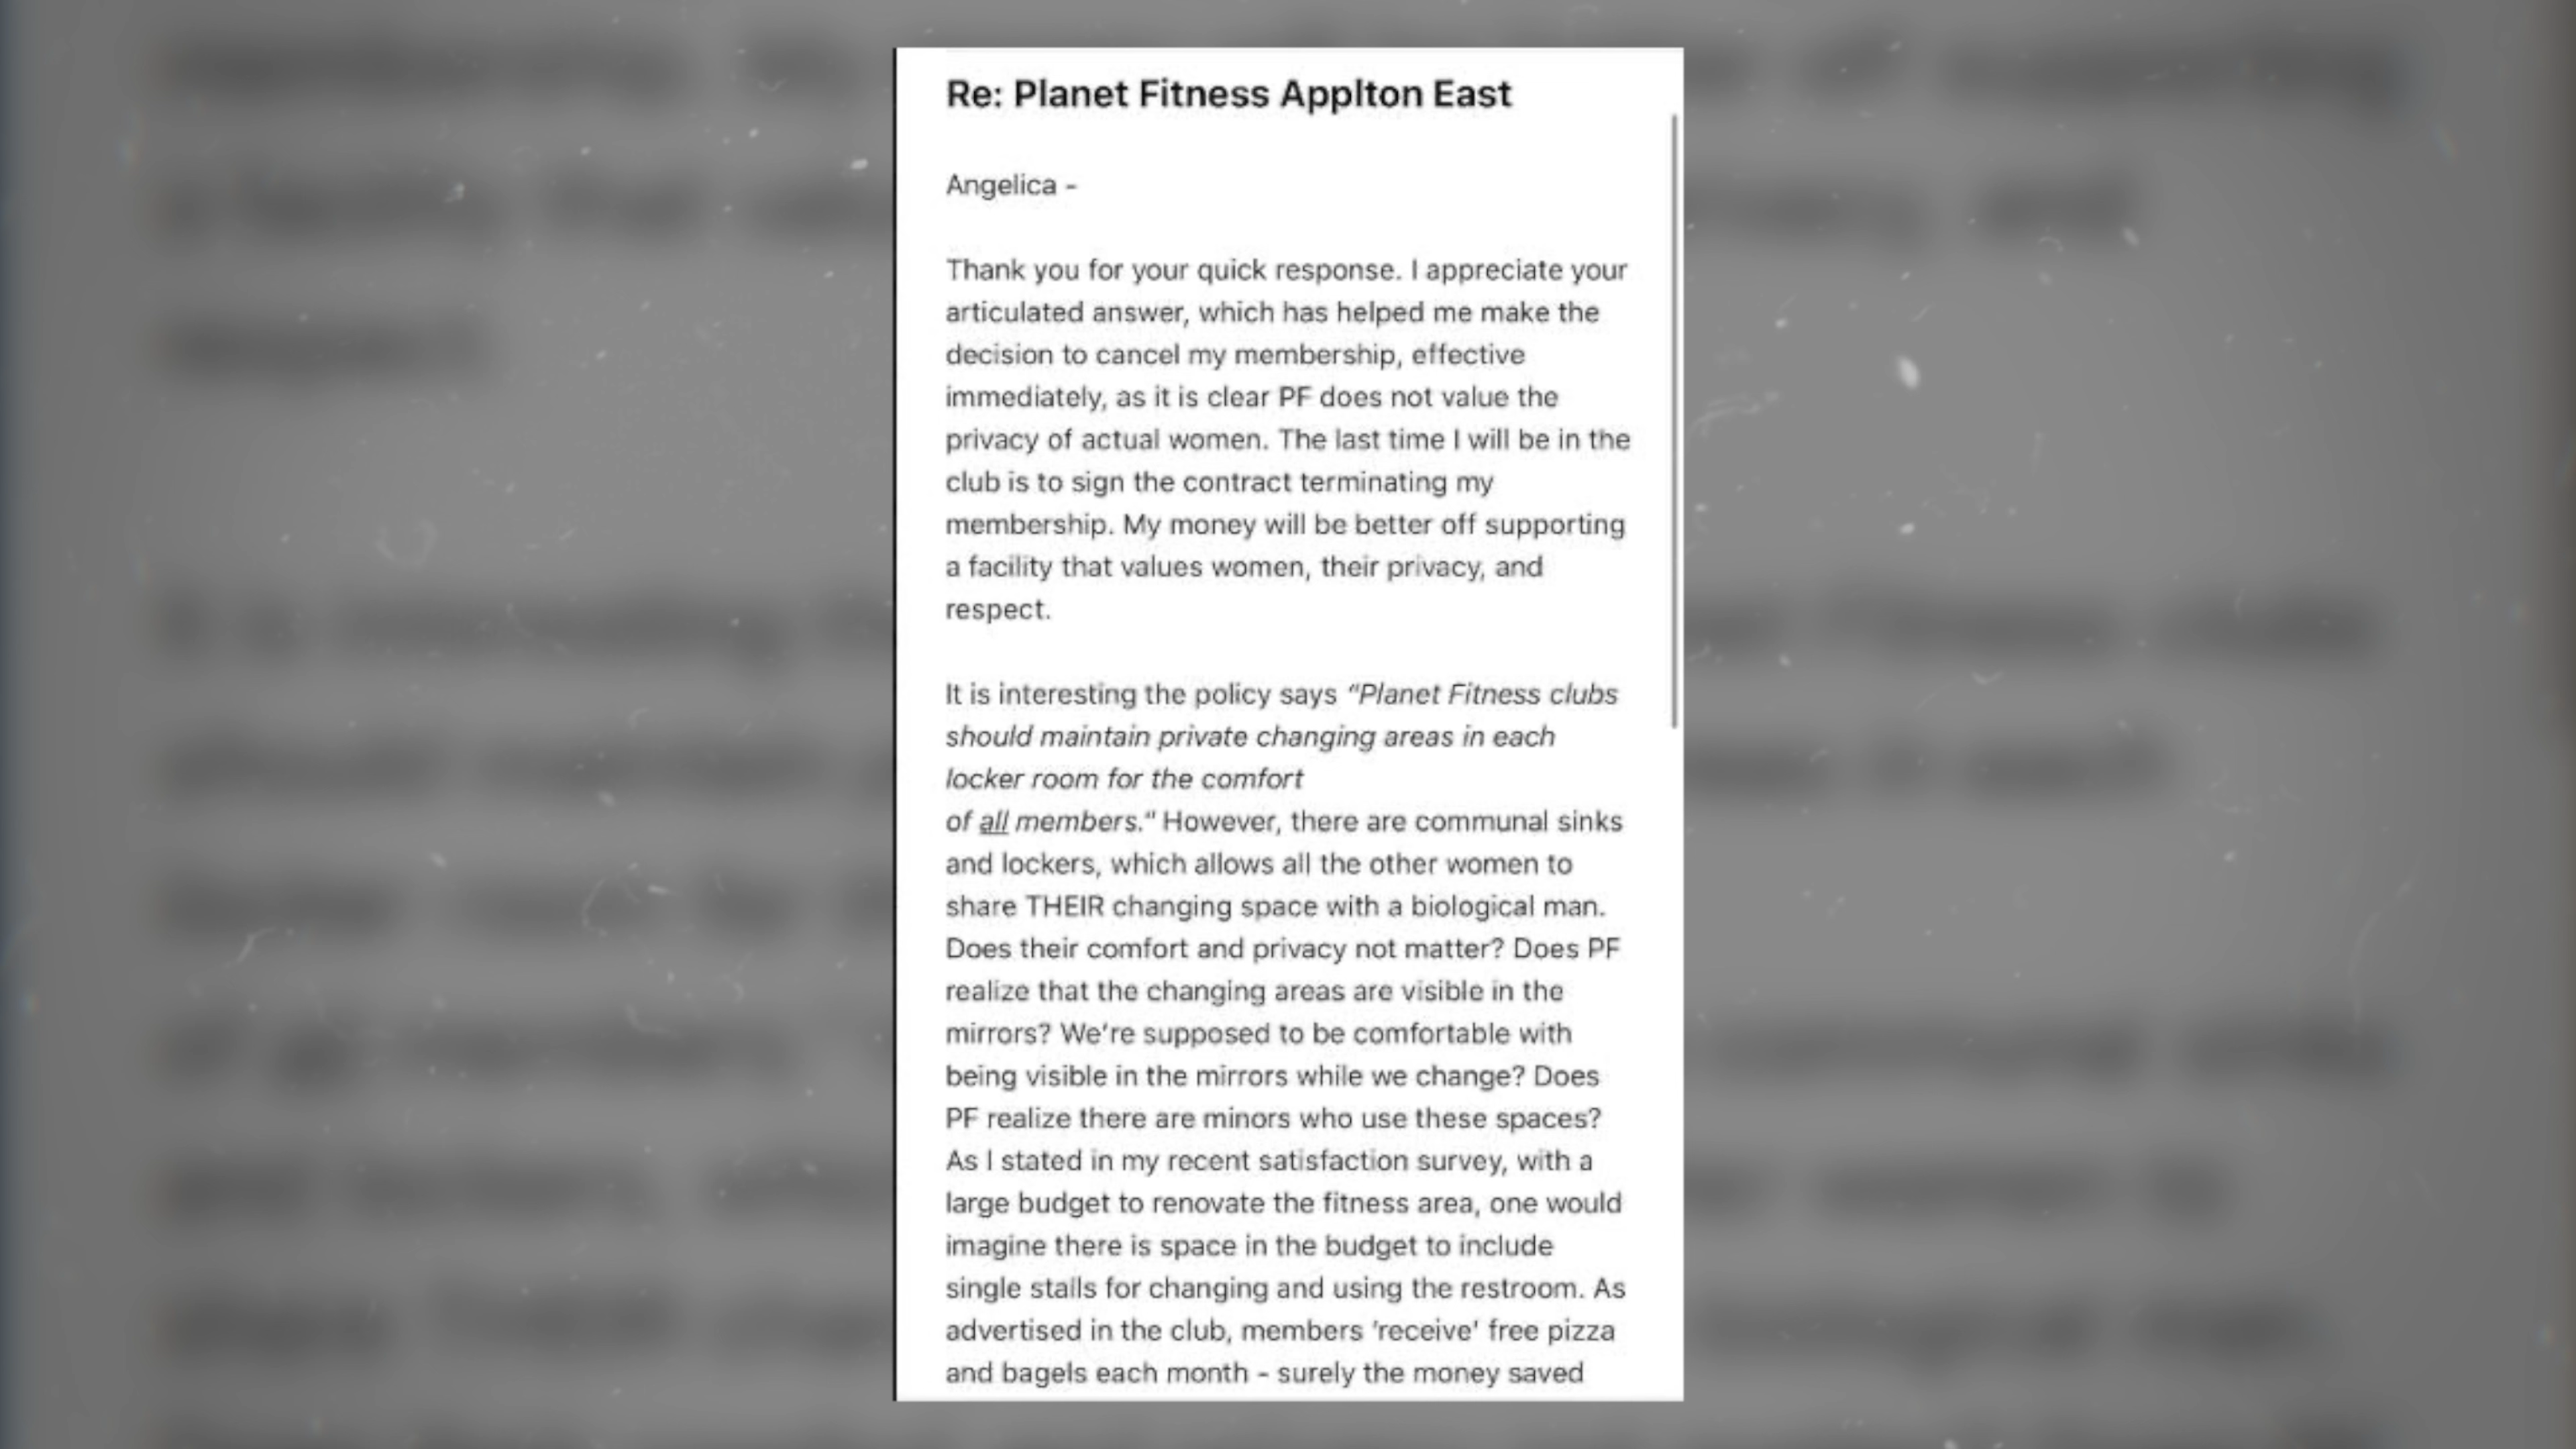 Re: Planet Fitness Applton East
Angelica -
Thank you for your quick response. I appreciate your
articulated answer, which has helped me make the
decision to cancel my membership, effective
immediately, as it is clear PF does not value the
privacy of actual women. The last time I will be in the
club is to sign the contract terminating my
membership. My money will be better off supporting
a facility that values women, their privacy, and
respect.
It is interesting the policy says “Planet Fitness clubs
should maintain private changing areas in each
locker room for the comfort
of all members.” However, there are communal sinks
and lockers, which allows all the other women to
share THEIR changing space with a biological man.
Does their comfort and privacy not matter? Does PF
realize that the changing areas are visible in the
mirrors? We’re supposed to be comfortable with
being visible in the mirrors while we change? Does
PF realize there are minors who use these spaces?
As I stated in my recent satisfaction survey, with a
large budget to renovate the fitness area, one would
imagine there is space in the budget to include
single stalls for changing and using the restroom. As
advertised in the club, members ‘receive’ free pizza
and bagels each month - surely the money saved